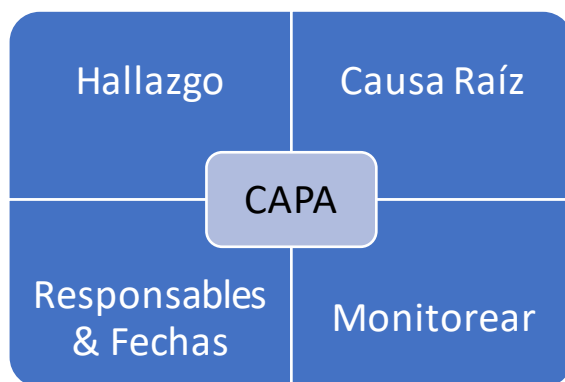 Hallazgo
Causa Raíz
CAPA
Responsables
& Fechas
Monitorear